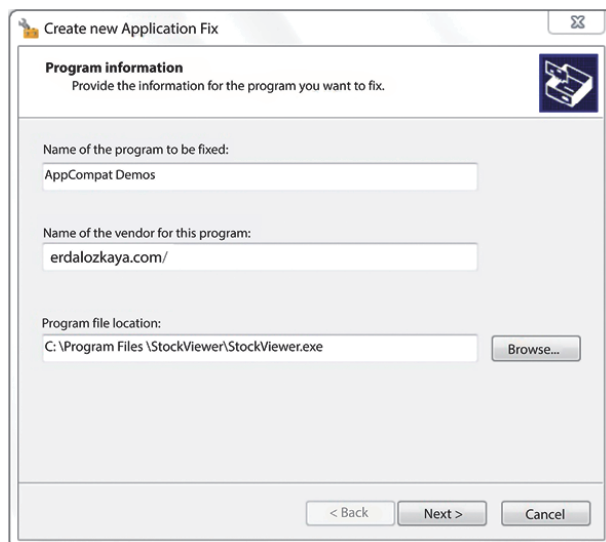 Create new Application Fix
Program information
Provide the information for the program you want to fix.
Name of the program to be fixed:
AppCompat Demos
Name of the vendor for this program:
erdalozkaya.com/
Program file location:
C: \Program Files \StockViewer\StockViewer.exe
Browse...
< Back
Next >
Cancel